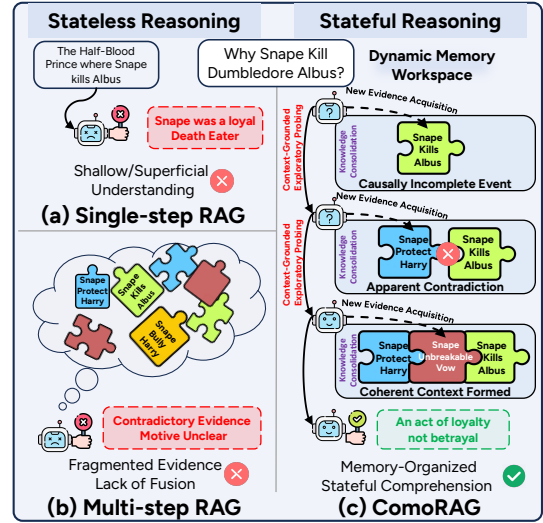 Stateless Reasoning
Stateful Reasoning
The Half-Blood
Prince where Snape
kills Albus
Why Snape Kill
Dumbledore Albus?
Snape was a loyal
Death Eater
Shallow/Superficial
Understanding
(a) Single-step RAG
Snape
Protect
Harry
Snape
Kills
Albus
Snape
Bully
Harry
Contradictory Evidence
Motive Unclear
Fragmented Evidence
Lack of Fusion
(b) Multi-step RAG
Dynamic Memory
Workspace
New Evidence Acquisition
Context-Grounded
Exploratory Probing
Knowledge
Consolidation
Snape
Kills
Albus
Causally Incomplete Event
New Evidence Acquisition
Context-Grounded
Exploratory Probing
Knowledge
Consolidation
Snape
Protect
Harry
Snape
Kills
Albus
Apparent Contradiction
New Evidence Acquisition
Knowledge
Consolidation
Snape
Protect
Harry
Snape
Unbreakable
Vow
Snape
Kills
Albus
Coherent Context Formed
An act of loyalty
not betrayal
Memory-Organized
Stateful Comprehension
(c) ComoRAG